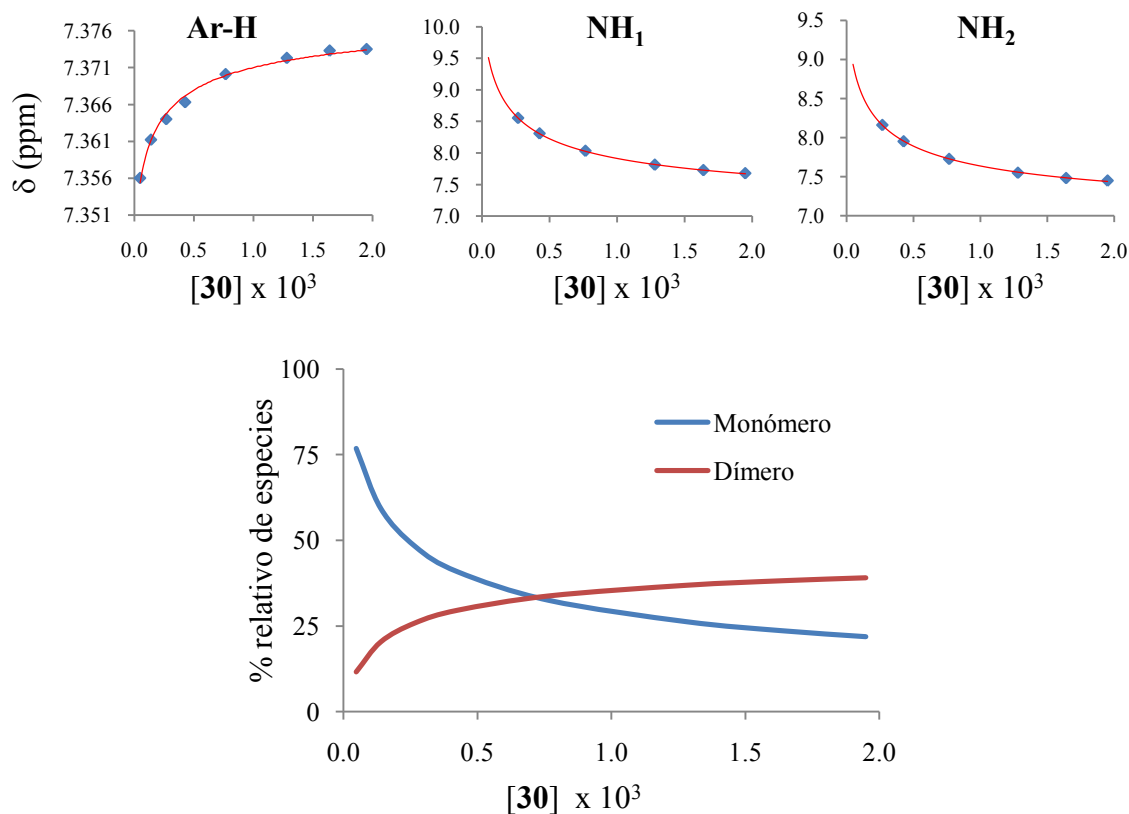 Ar-H
NH₁
NH₂
δ (ppm)
7.376
7.371
7.366
7.361
7.356
7.351
0.0 0.5 1.0 1.5 2.0
[30] x 10³
10.0
9.5
9.0
8.5
8.0
7.5
7.0
0.0 0.5 1.0 1.5 2.0
[30] x 10³
9.5
9.0
8.5
8.0
7.5
7.0
0.0 0.5 1.0 1.5 2.0
[30] x 10³
% relativo de especies
100
75
50
25
0
Monómero
Dímero
0.0 0.5 1.0 1.5 2.0
[30] x 10³